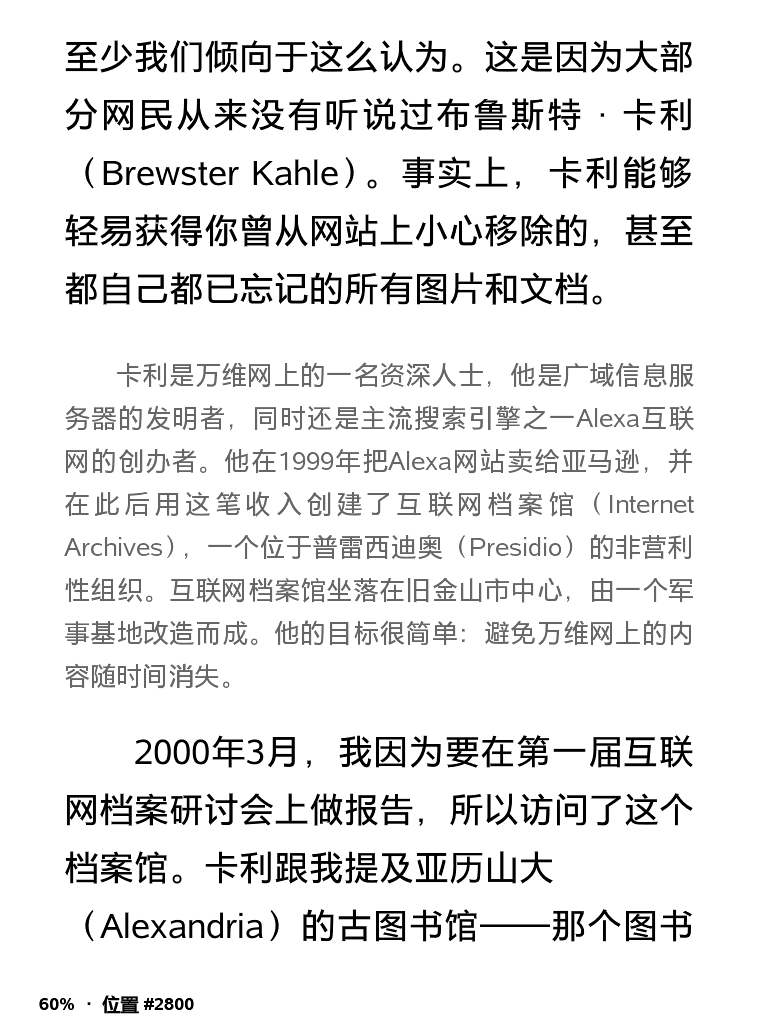 至少我们倾向于这么认为。这是因为大部
分网民从来没有听说过布鲁斯特·卡利
（Brewster Kahle）。事实上，卡利能够
轻易获得你曾从网站上小心移除的，甚至
都自己都已忘记的所有图片和文档。
卡利是万维网上的一名资深人士，他是广域信息服
务器的发明者，同时还是主流搜索引擎之一Alexa互联
网的创办者。他在1999年把Alexa网站卖给亚马逊，并
在此后用这笔收入创建了互联网档案馆（Internet
Archives），一个位于普雷西迪奥（Presidio）的非营利
性组织。互联网档案馆坐落在旧金山市中心，由一个军
事基地改造而成。他的目标很简单：避免万维网上的内
容随时间消失。
2000年3月，我因为要在第一届互联
网档案研讨会上做报告，所以访问了这个
档案馆。卡利跟我提及亚历山大
（Alexandria）的古图书馆——那个图书
60% · 位置 #2800